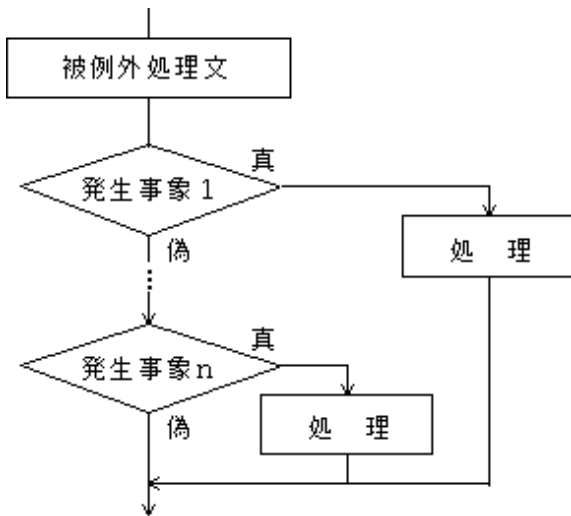 被例外処理文
真
発生事象１
処　理
偽
真
発生事象ｎ
処　理
偽